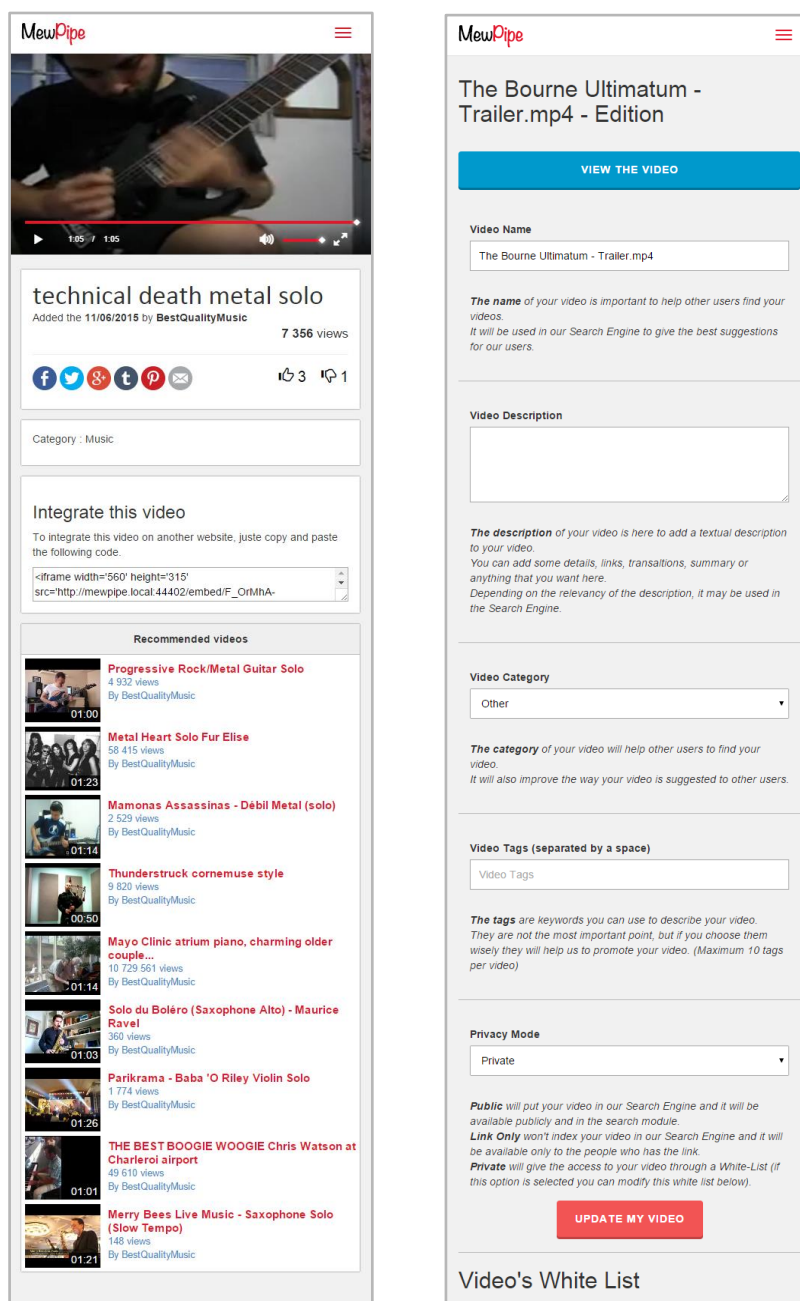 MewPipe
1:05 / 1:05
technical death metal solo
Added the 11/06/2015 by BestQualityMusic
7 356 views
3 1
Category : Music
Integrate this video
To integrate this video on another website, juste copy and paste
the following code.
<iframe width='560' height='315'
src='http://mewpipe.local:44402/embed/F_OrMhA-
Recommended videos
Progressive Rock/Metal Guitar Solo
4 932 views
By BestQualityMusic
01:00
Metal Heart Solo Fur Elise
58 415 views
By BestQualityMusic
01:23
Mamonas Assassinas - Débil Metal (solo)
2 529 views
By BestQualityMusic
01:14
Thunderstruck cornemuse style
9 820 views
By BestQualityMusic
00:50
Mayo Clinic atrium piano, charming older
couple...
10 729 561 views
By BestQualityMusic
01:14
Solo du Boléro (Saxophone Alto) - Maurice
Ravel
360 views
By BestQualityMusic
01:03
Parikrama - Baba 'O Riley Violin Solo
1 774 views
By BestQualityMusic
01:26
THE BEST BOOGIE WOOGIE Chris Watson at
Charleroi airport
49 610 views
By BestQualityMusic
01:01
Merry Bees Live Music - Saxophone Solo
(Slow Tempo)
148 views
By BestQualityMusic
01:21
MewPipe
The Bourne Ultimatum -
Trailer.mp4 - Edition
VIEW THE VIDEO
Video Name
The Bourne Ultimatum - Trailer.mp4
The name of your video is important to help other users find your
videos.
It will be used in our Search Engine to give the best suggestions
for our users.
Video Description
The description of your video is here to add a textual description
to your video.
You can add some details, links, transaltions, summary or
anything that you want here.
Depending on the relevancy of the description, it may be used in
the Search Engine.
Video Category
Other
The category of your video will help other users to find your
video.
It will also improve the way your video is suggested to other users.
Video Tags (separated by a space)
Video Tags
The tags are keywords you can use to describe your video.
They are not the most important point, but if you choose them
wisely they will help us to promote your video. (Maximum 10 tags
per video)
Privacy Mode
Private
Public will put your video in our Search Engine and it will be
available publicly and in the search module.
Link Only won't index your video in our Search Engine and it will
be available only to the people who has the link.
Private will give the access to your video through a White-List (if
this option is selected you can modify this white list below).
UPDATE MY VIDEO
Video's White List